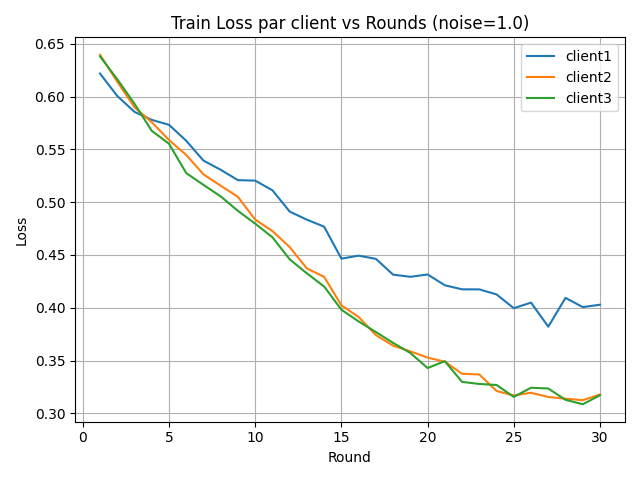 Train Loss par client vs Rounds (noise=1.0)
client1
client2
client3
0.65
0.60
0.55
0.50
0.45
0.40
0.35
0.30
Loss
0 5 10 15 20 25 30
Round